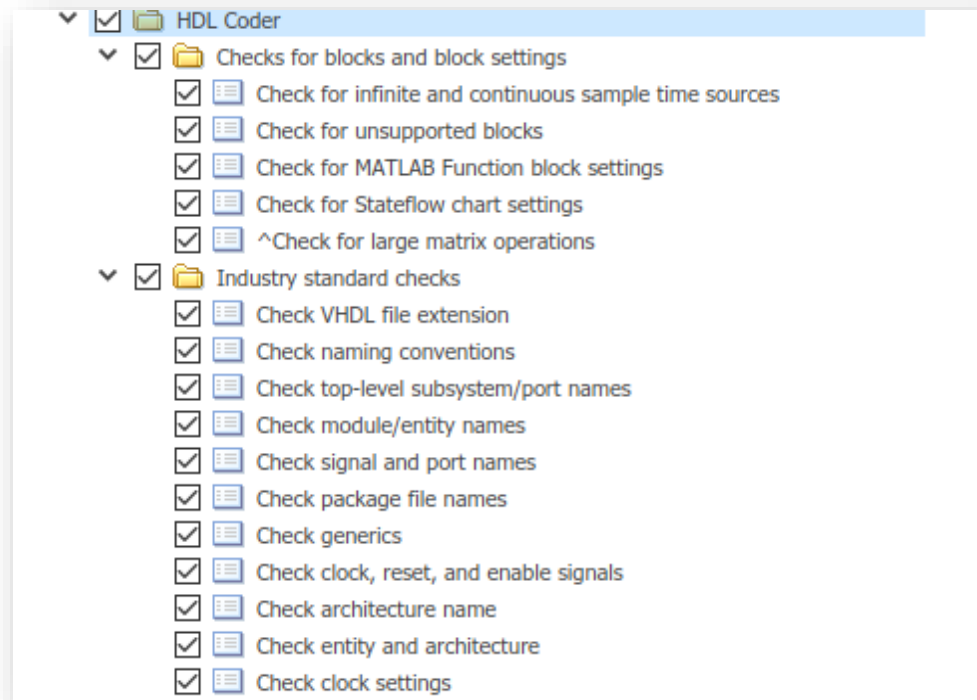 HDL Coder
Checks for blocks and block settings
Check for infinite and continuous sample time sources
Check for unsupported blocks
Check for MATLAB Function block settings
Check for Stateflow chart settings
^Check for large matrix operations
Industry standard checks
Check VHDL file extension
Check naming conventions
Check top-level subsystem/port names
Check module/entity names
Check signal and port names
Check package file names
Check generics
Check clock, reset, and enable signals
Check architecture name
Check entity and architecture
Check clock settings